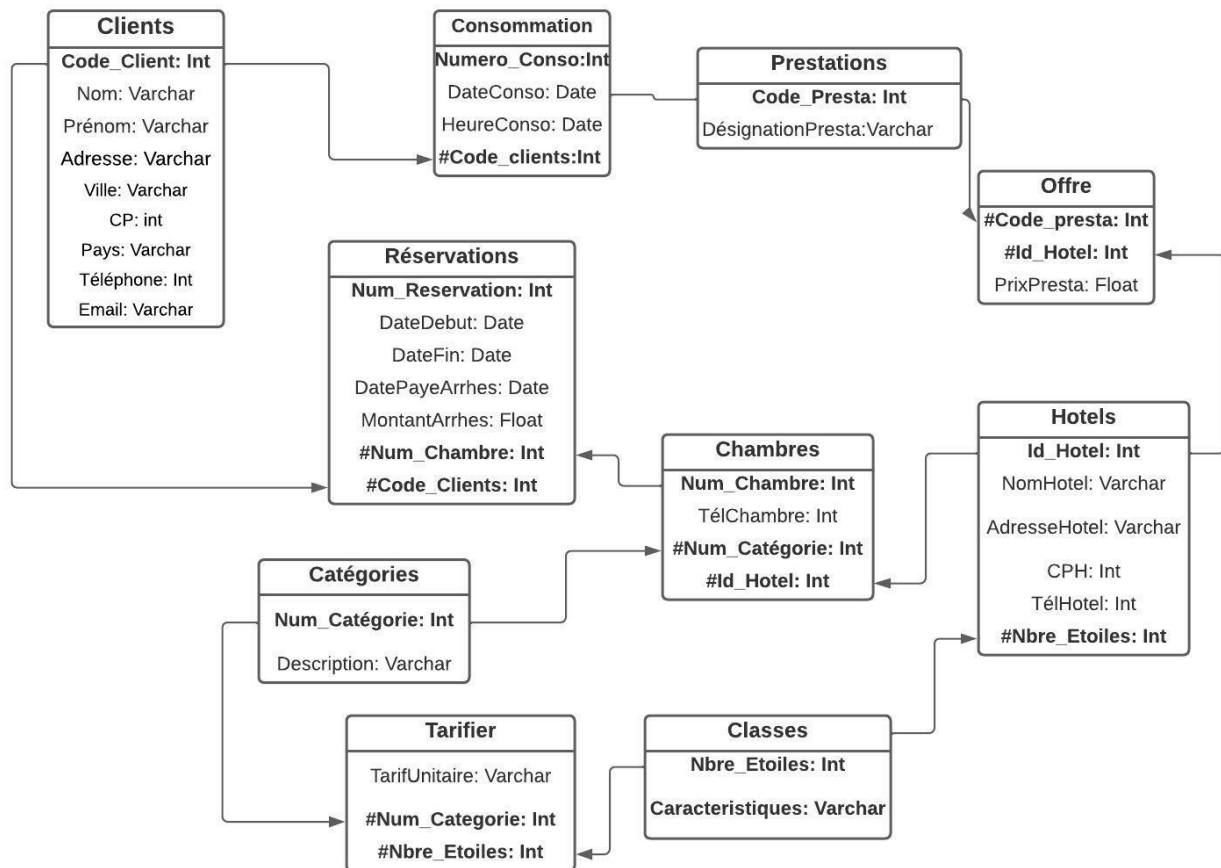 Clients
Code_Client: Int
Nom: Varchar
Prénom: Varchar
Adresse: Varchar
Ville: Varchar
CP: int
Pays: Varchar
Téléphone: Int
Email: Varchar
Consommation
Numero_Conso:Int
DateConso: Date
HeureConso: Date
#Code_clients:Int
Prestations
Code_Presta: Int
DésignationPresta:Varchar
Offre
#Code_presta: Int
#Id_Hotel: Int
PrixPresta: Float
Réservations
Num_Reservation: Int
DateDebut: Date
DateFin: Date
DatePayeArrhes: Date
MontantArrhes: Float
#Num_Chambre: Int
#Code_Clients: Int
Chambres
Num_Chambre: Int
TélChambre: Int
#Num_Catégorie: Int
#Id_Hotel: Int
Hotels
Id_Hotel: Int
NomHotel: Varchar
AdresseHotel: Varchar
CPH: Int
TélHotel: Int
#Nbre_Etoiles: Int
Catégories
Num_Catégorie: Int
Description: Varchar
Tarifier
TarifUnitaire: Varchar
#Num_Categorie: Int
#Nbre_Etoiles: Int
Classes
Nbre_Etoiles: Int
Caracteristiques: Varchar